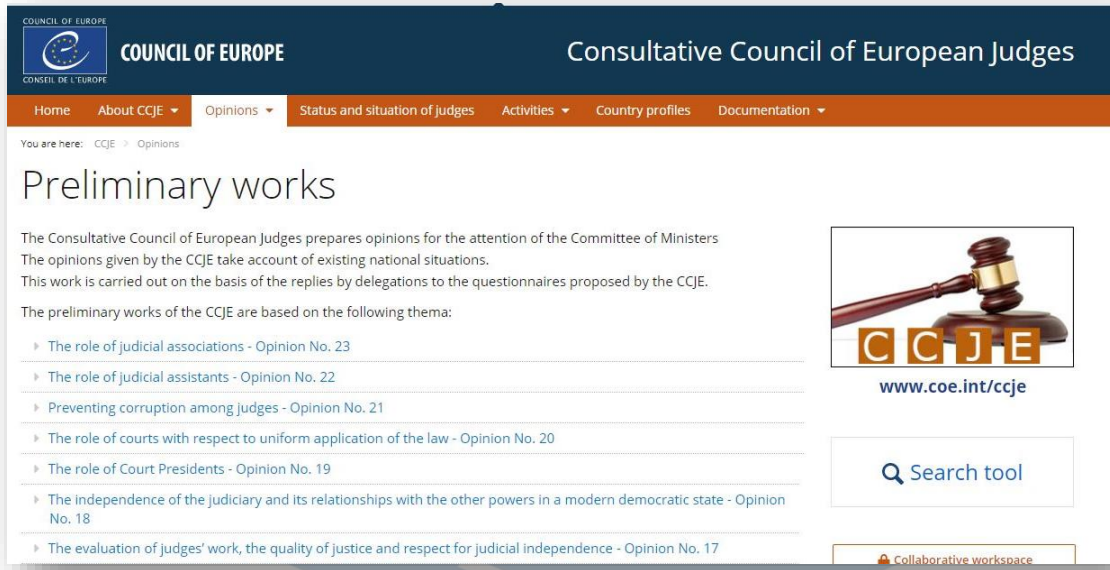 COUNCIL OF EUROPE
CONSEIL DE L'EUROPE
COUNCIL OF EUROPE
Consultative Council of European Judges
Home About CCJE Opinions Status and situation of judges Activities Country profiles Documentation
You are here: CCJE > Opinions
Preliminary works
The Consultative Council of European Judges prepares opinions for the attention of the Committee of Ministers
The opinions given by the CCJE take account of existing national situations.
This work is carried out on the basis of the replies by delegations to the questionnaires proposed by the CCJE.
The preliminary works of the CCJE are based on the following thema:
The role of judicial associations - Opinion No. 23
The role of judicial assistants - Opinion No. 22
Preventing corruption among judges - Opinion No. 21
The role of courts with respect to uniform application of the law - Opinion No. 20
The role of Court Presidents - Opinion No. 19
The independence of the judiciary and its relationships with the other powers in a modern democratic state - Opinion
No. 18
The evaluation of judges' work, the quality of justice and respect for judicial independence - Opinion No. 17
CCJE
www.coe.int/ccje
Search tool
Collaborative workspace